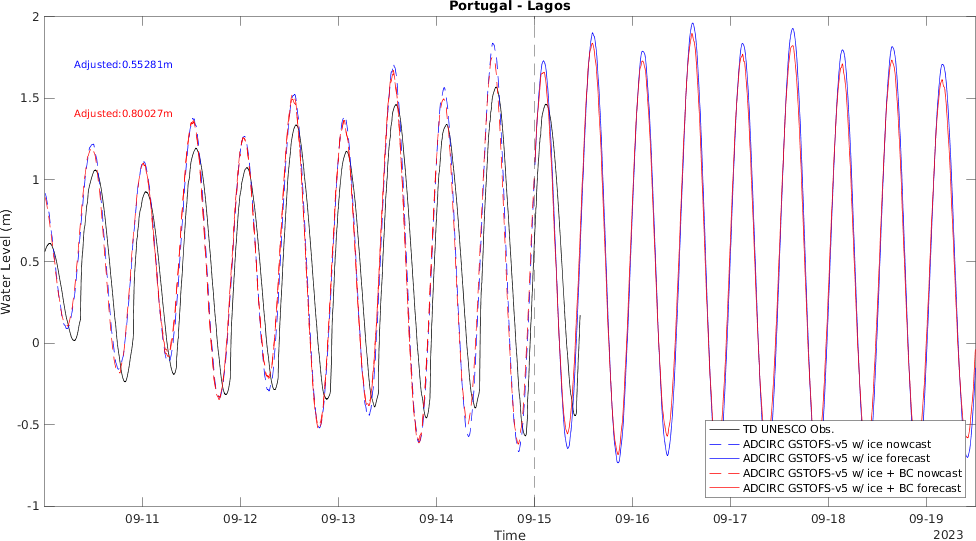 Portugal - Lagos
Adjusted:0.55281m
Adjusted:0.80027m
Water Level (m)
2
1.5
1
0.5
0
-0.5
-1
TD UNESCO Obs.
ADCIRC GSTOFS-v5 w/ ice nowcast
ADCIRC GSTOFS-v5 w/ ice forecast
ADCIRC GSTOFS-v5 w/ ice + BC nowcast
ADCIRC GSTOFS-v5 w/ ice + BC forecast
09-11 09-12 09-13 09-14 09-15 09-16 09-17 09-18 09-19
Time
2023